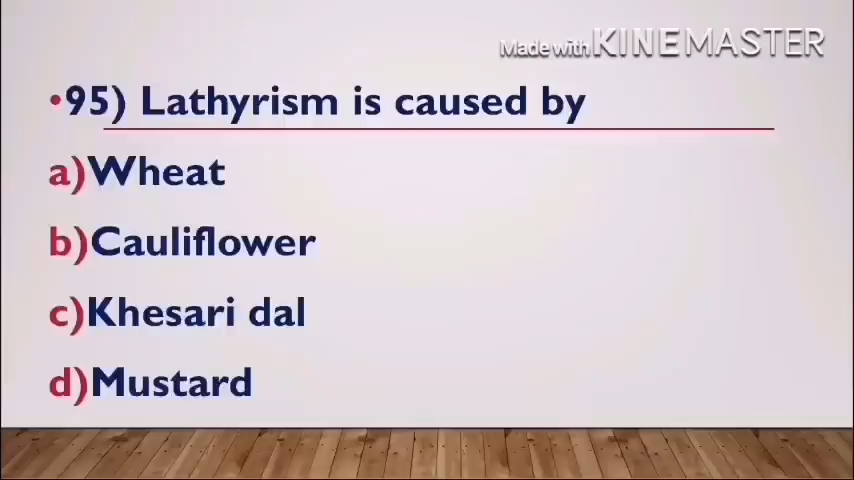 Made with KINEMASTER
•95) Lathyrism is caused by
a)Wheat
b)Cauliflower
c)Khesari dal
d)Mustard